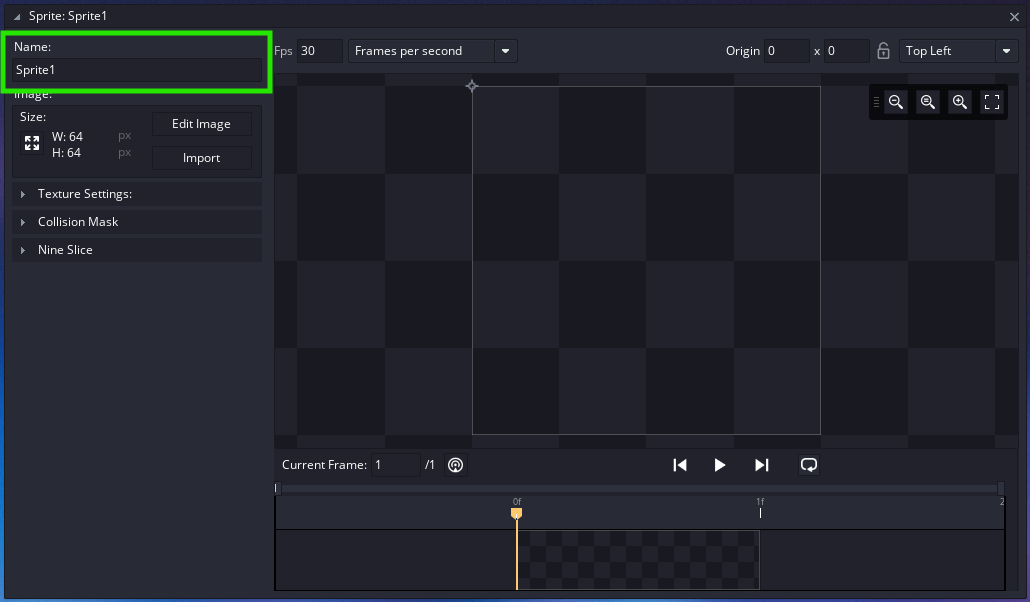 Sprite: Sprite1
Name:
Sprite1
Fps 30 Frames per second Origin 0 x 0 Top Left
Image:
Size:
W: 64 px
H: 64 px
Edit Image
Import
Texture Settings:
Collision Mask
Nine Slice
Current Frame: 1 /1
0f 1f 2